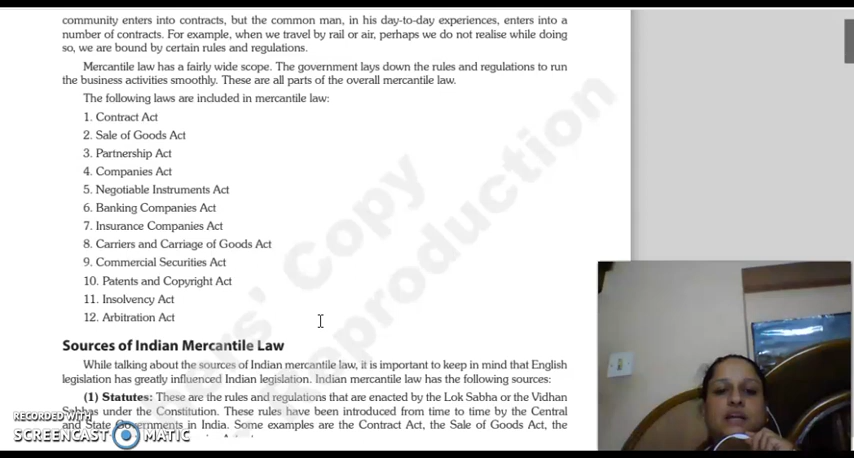 community enters into contracts, but the common man, in his day-to-day experiences, enters into a
number of contracts. For example, when we travel by rail or air, perhaps we do not realise while doing
so, we are bound by certain rules and regulations.
Mercantile law has a fairly wide scope. The government lays down the rules and regulations to run
the business activities smoothly. These are all parts of the overall mercantile law.
The following laws are included in mercantile law:
1. Contract Act
2. Sale of Goods Act
3. Partnership Act
4. Companies Act
5. Negotiable Instruments Act
6. Banking Companies Act
7. Insurance Companies Act
8. Carriers and Carriage of Goods Act
9. Commercial Securities Act
10. Patents and Copyright Act
11. Insolvency Act
12. Arbitration Act
Sources of Indian Mercantile Law
While talking about the sources of Indian mercantile law, it is important to keep in mind that English
legislation has greatly influenced Indian legislation. Indian mercantile law has the following sources:
(1) Statutes: These are the rules and regulations that are enacted by the Lok Sabha or the Vidhan
Sabhas under the Constitution. These rules have been introduced from time to time by the Central
and State Governments in India. Some examples are the Contract Act, the Sale of Goods Act, the
Copy
RECORDED WITH
SCREENCAST MATIC